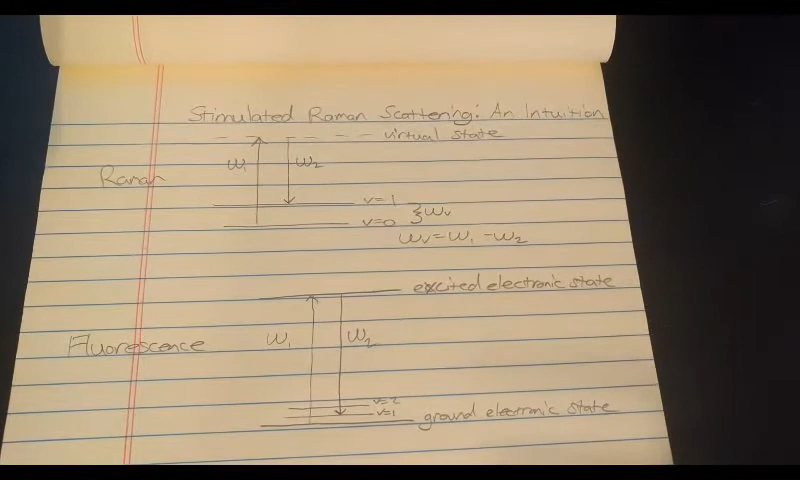 Stimulated Raman Scattering: An Intuition
virtual state
Raman
ω₁ ω₂
v=1
v=0 } ωᵥ
ωᵥ=ω₁-ω₂
excited electronic state
Fluorescence
ω₁ ω₂
v=2
v=1
ground electronic state